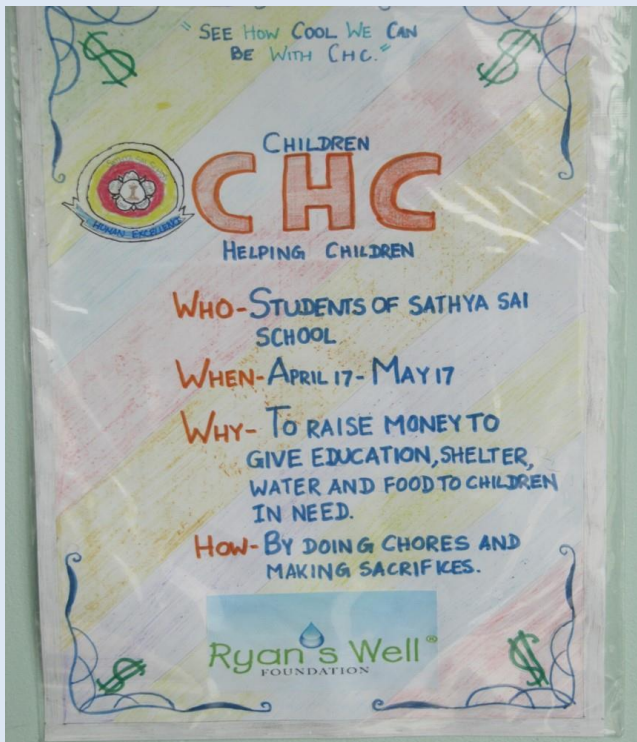 "SEE HOW COOL WE CAN
BE WITH CHC."
CHILDREN
CHC
HUMAN EXCELLENCE
HELPING CHILDREN
WHO-STUDENTS OF SATHYA SAI
SCHOOL
WHEN-APRIL 17-MAY 17
WHY-TO RAISE MONEY TO
GIVE EDUCATION, SHELTER,
WATER AND FOOD TO CHILDREN
IN NEED.
HOW-BY DOING CHORES AND
MAKING SACRIFICES.
Ryan's Well®
FOUNDATION